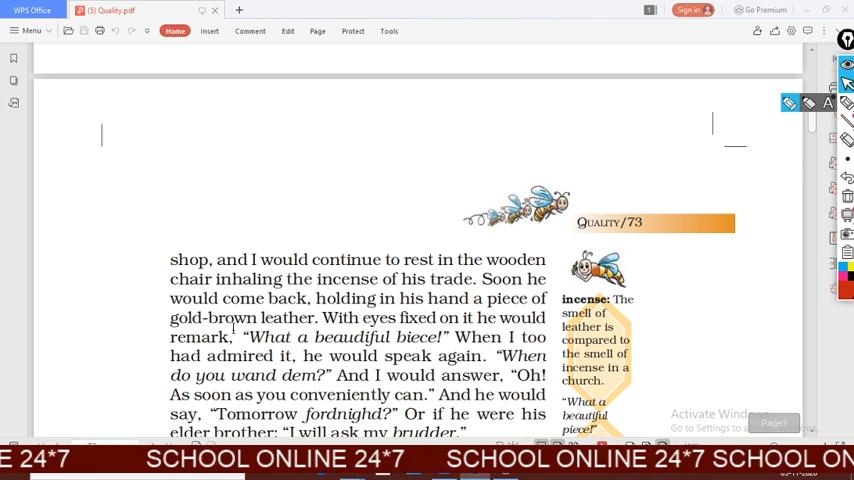 WPS Office
(5) Quality.pdf
Sign in
Go Premium
Menu
Home
Insert
Comment
Edit
Page
Protect
Tools
A
QUALITY/73
shop, and I would continue to rest in the wooden
chair inhaling the incense of his trade. Soon he
would come back, holding in his hand a piece of
gold-brown leather. With eyes fixed on it he would
remark, “What a beaudiful biece!” When I too
had admired it, he would speak again. “When
do you wand dem?” And I would answer, “Oh!
As soon as you conveniently can.” And he would
say, “Tomorrow fordnighd?” Or if he were his
elder brother: “I will ask my brudder.”
incense: The
smell of
leather is
compared to
the smell of
incense in a
church.
“What a
beautiful
piece!”
Activate Windows
Go to Settings to activate Windows.
Page9
E 24*7 SCHOOL ONLINE 24*7 SCHOOL ONLINE 24*7 SCHOOL ON